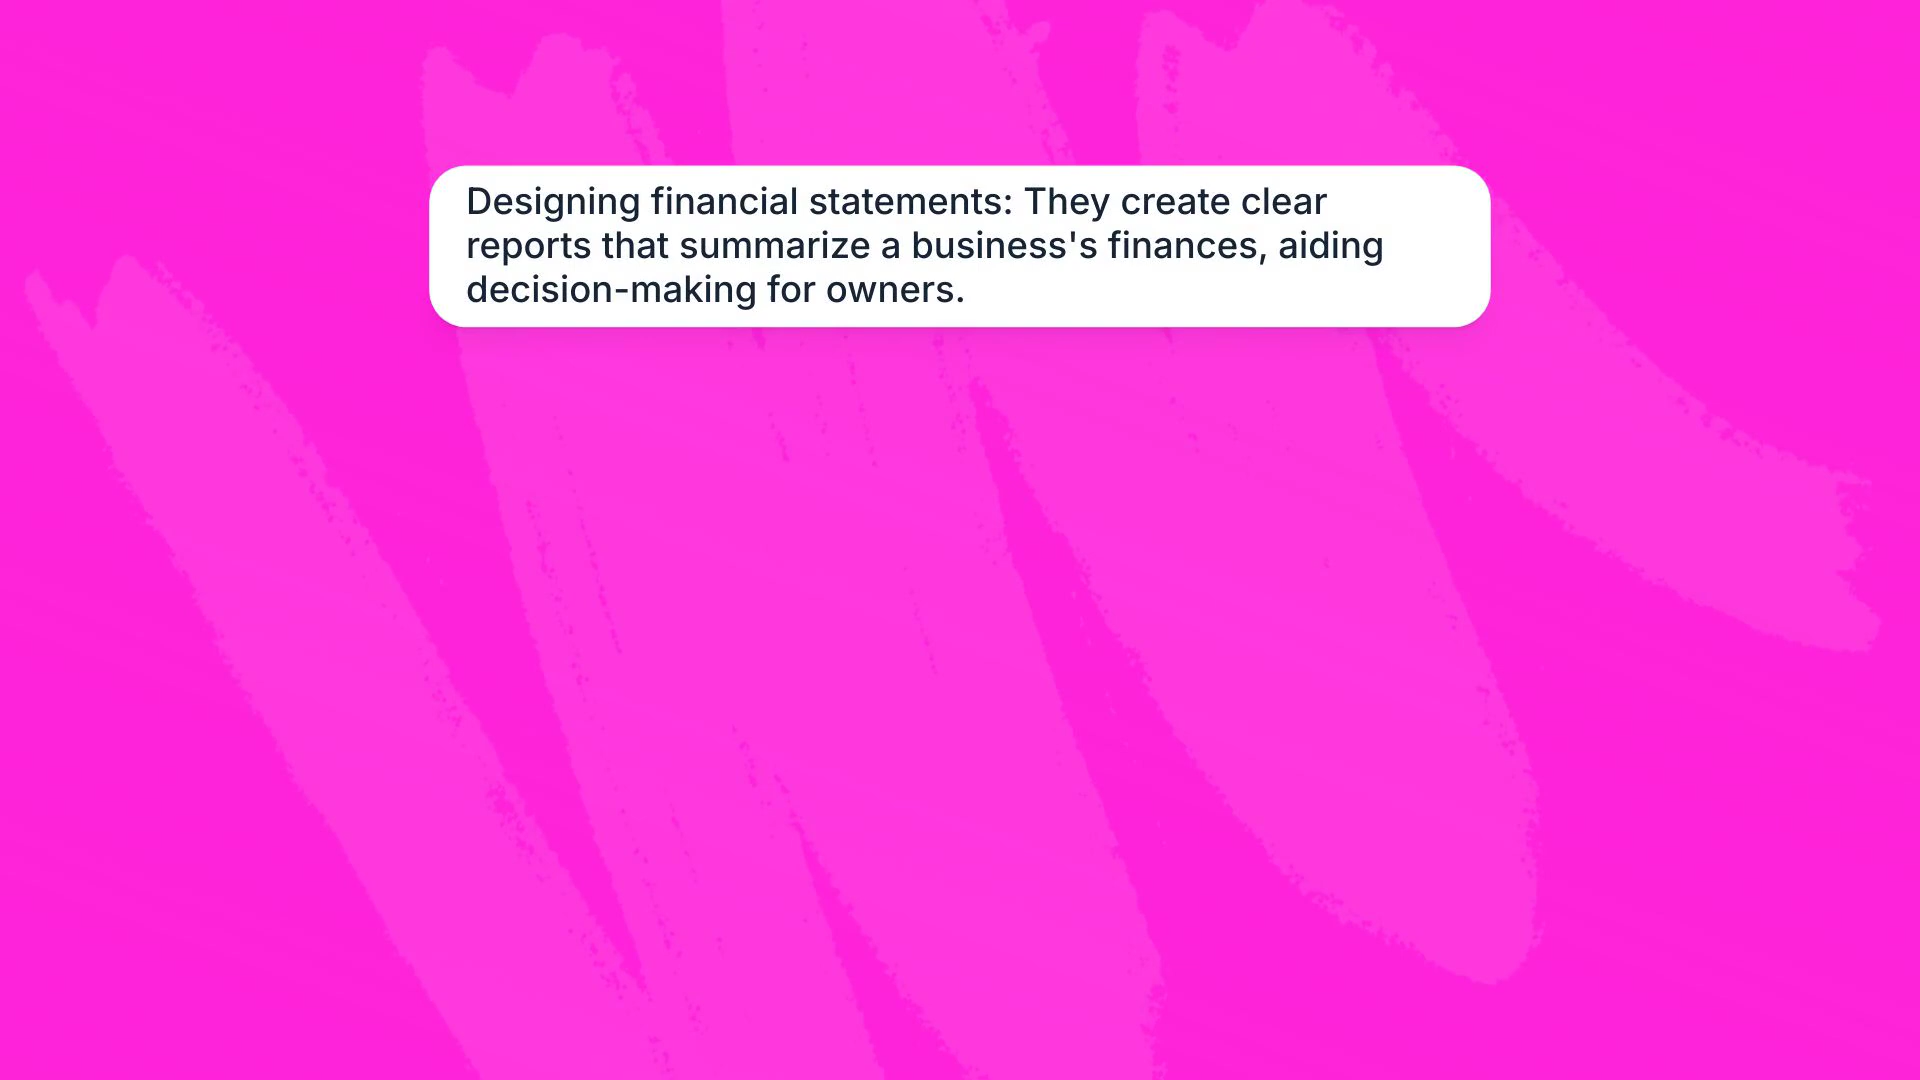 Designing financial statements: They create clear
reports that summarize a business's finances, aiding
decision-making for owners.